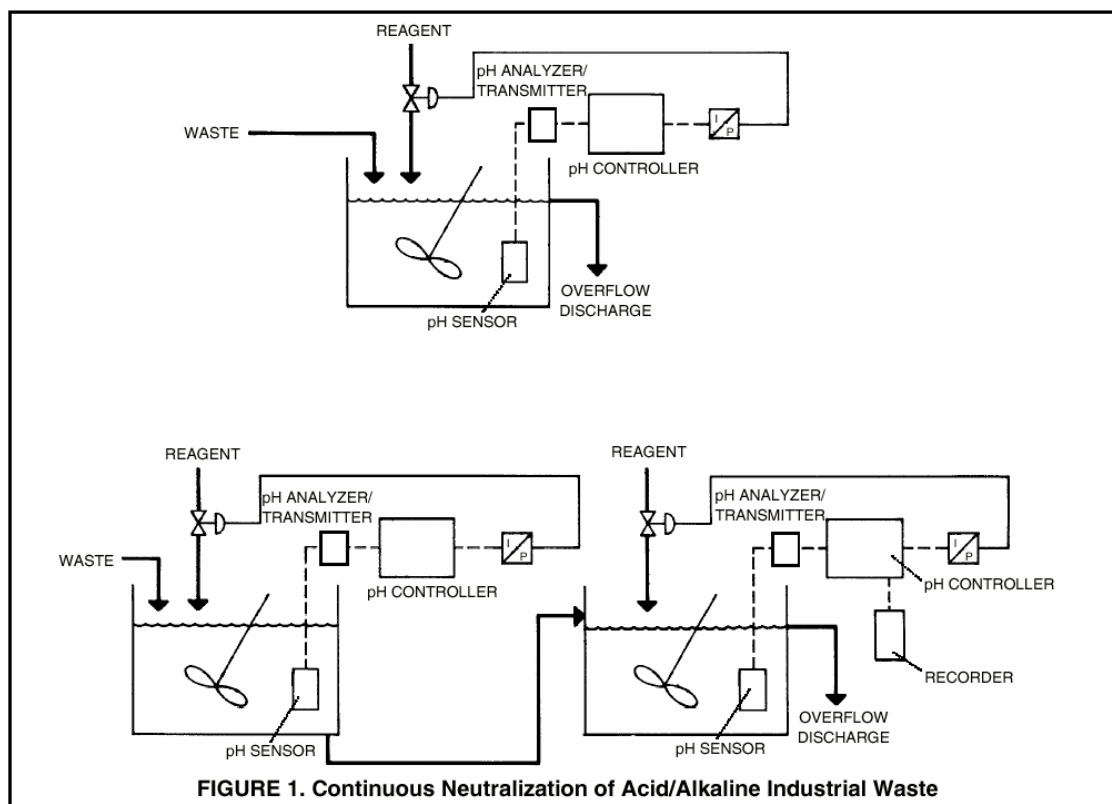 REAGENT
pH ANALYZER/
TRANSMITTER
I
P
WASTE
pH CONTROLLER
OVERFLOW
DISCHARGE
pH SENSOR
REAGENT
pH ANALYZER/
TRANSMITTER
I
P
WASTE
pH CONTROLLER
pH SENSOR
REAGENT
pH ANALYZER/
TRANSMITTER
I
P
pH CONTROLLER
RECORDER
OVERFLOW
DISCHARGE
pH SENSOR
FIGURE 1. Continuous Neutralization of Acid/Alkaline Industrial Waste